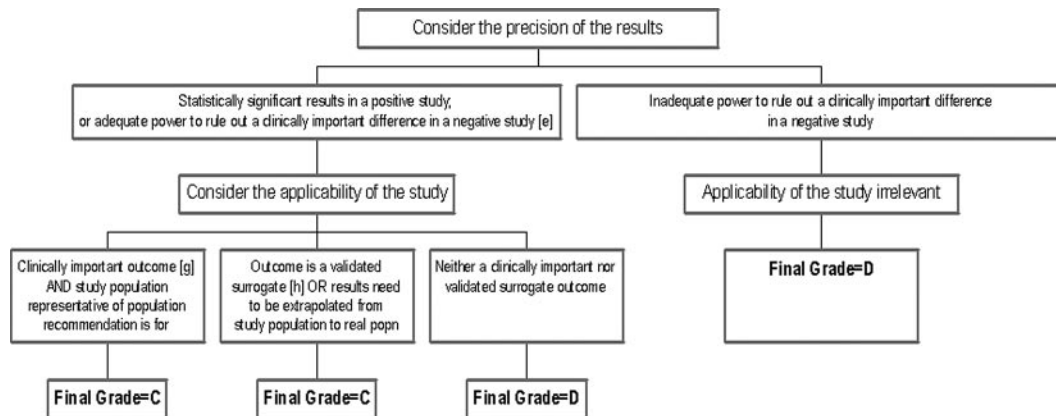 Consider the precision of the results
Statistically significant results in a positive study;
or adequate power to rule out a clinically important difference in a negative study [e]
Inadequate power to rule out a clinically important difference
in a negative study
Consider the applicability of the study
Applicability of the study irrelevant
Clinically important outcome [g]
AND study population
representative of population
recommendation is for
Outcome is a validated
surrogate [h] OR results need
to be extrapolated from
study population to real popn
Neither a clinically important nor
validated surrogate outcome
Final Grade=D
Final Grade=C
Final Grade=C
Final Grade=D